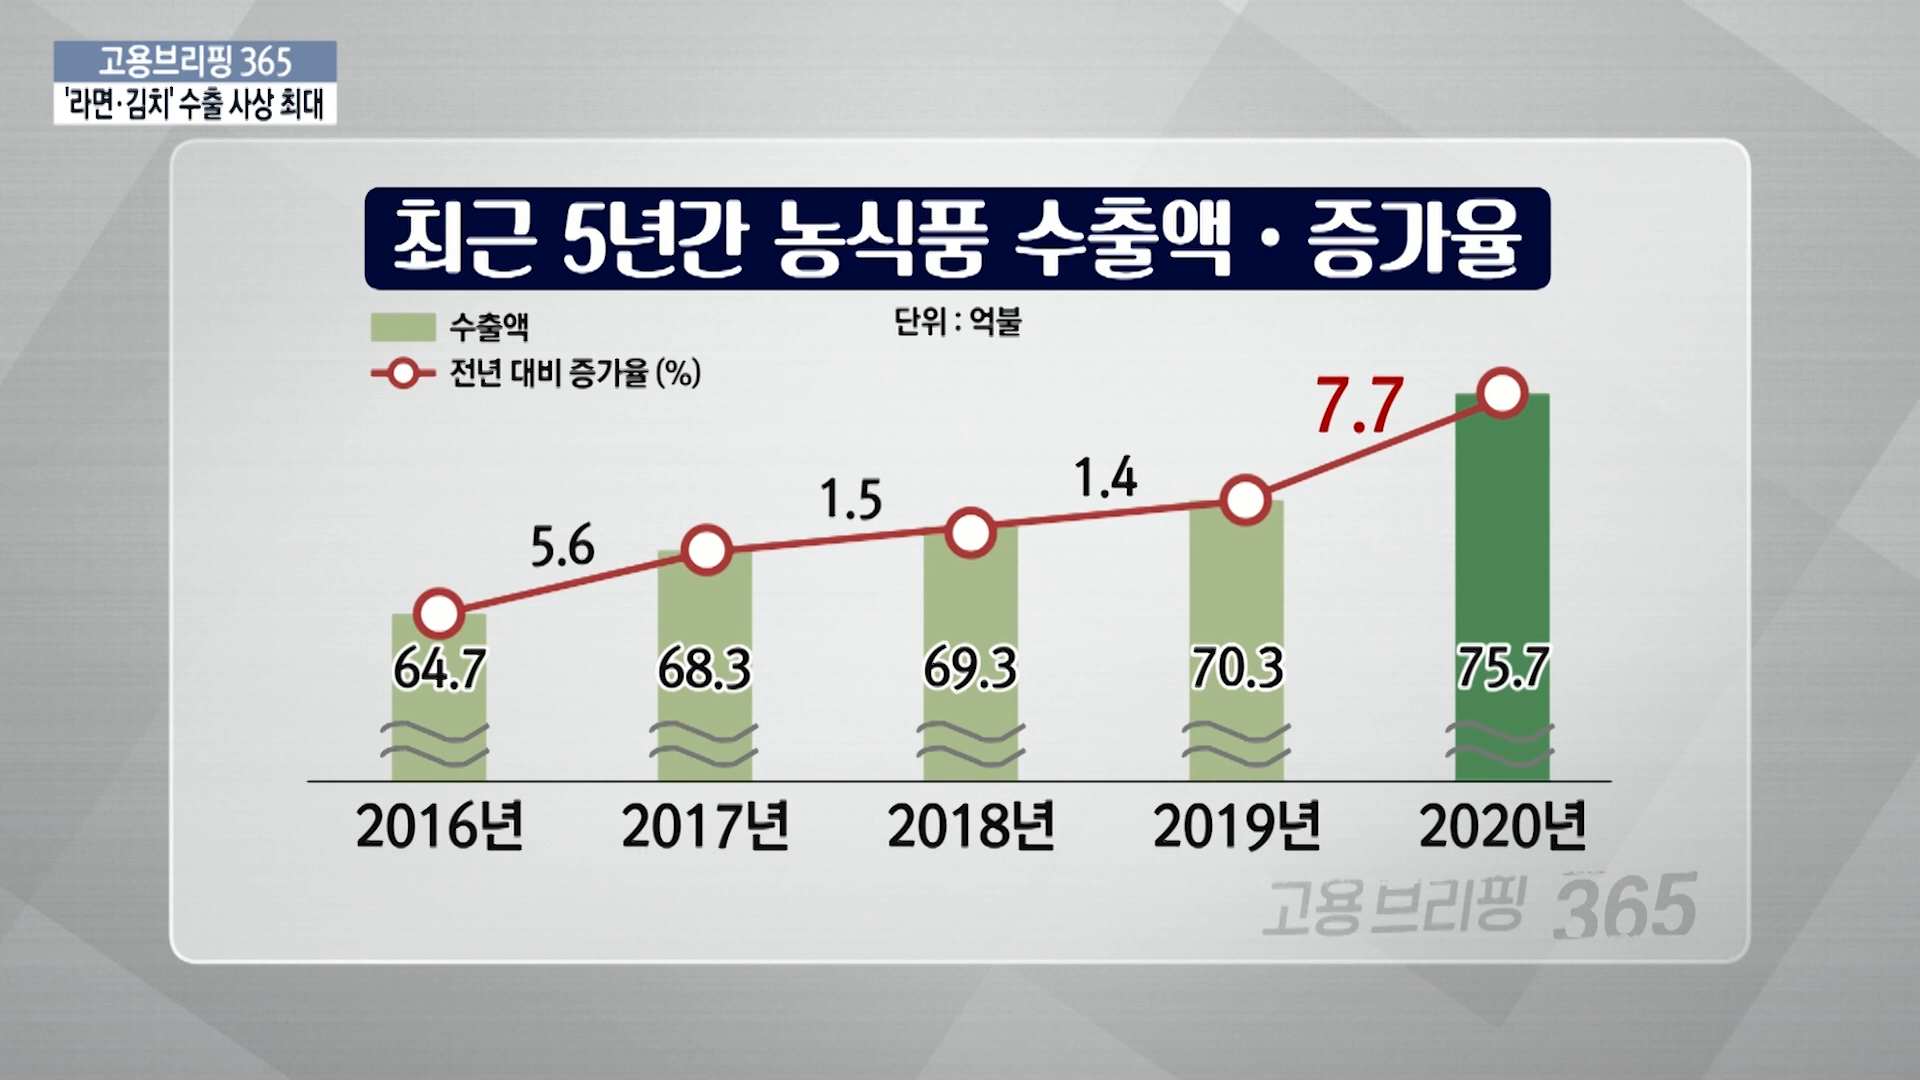 고용브리핑 365
'라면·김치' 수출 사상 최대
최근 5년간 농식품 수출액·증가율
수출액
단위 : 억불
전년 대비 증가율 (%)
7.7
1.4
1.5
5.6
64.7 68.3 69.3 70.3 75.7
2016년 2017년 2018년 2019년 2020년
고용브리핑 365